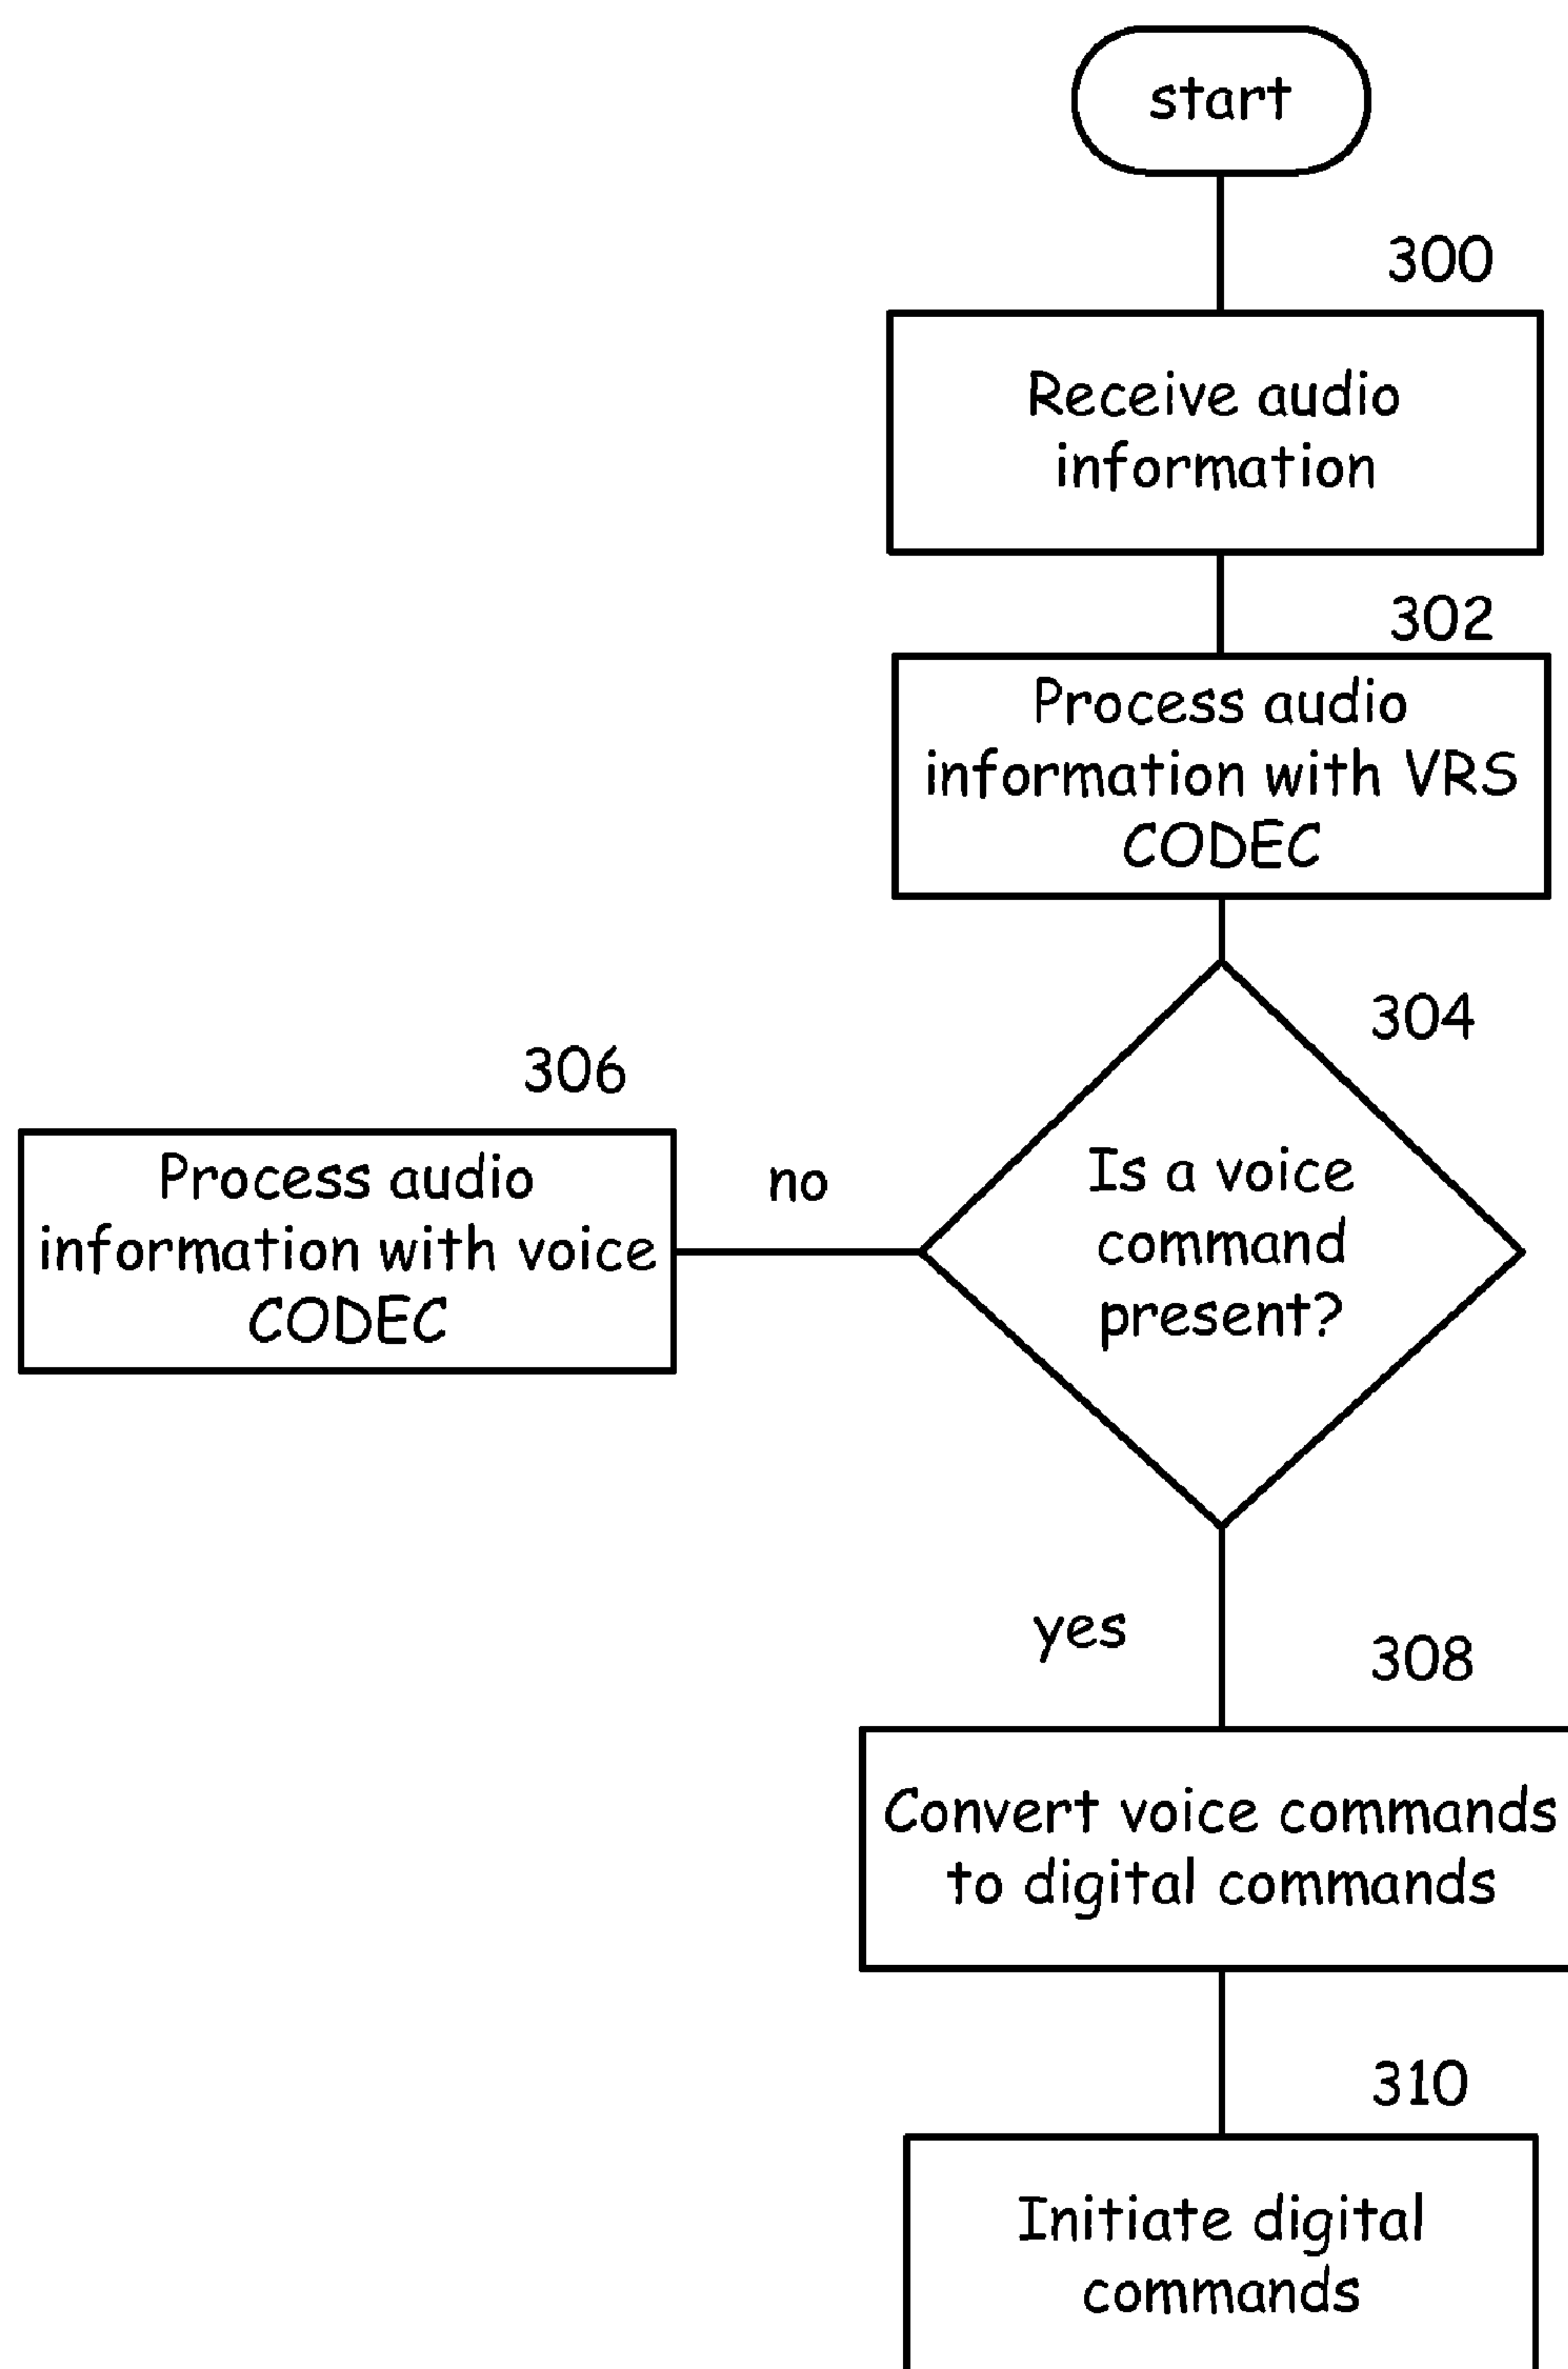 start
300
Receive audio
information
302
Process audio
information with VRS
CODEC
304
Is a voice
command
present?
no
306
Process audio
information with voice
CODEC
yes
308
Convert voice commands
to digital commands
310
Initiate digital
commands